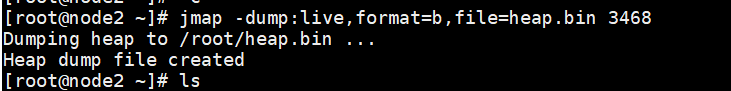 [root@node2 ~]# jmap -dump:live,format=b,file=heap.bin 3468
Dumping heap to /root/heap.bin ...
Heap dump file created
[root@node2 ~]# ls